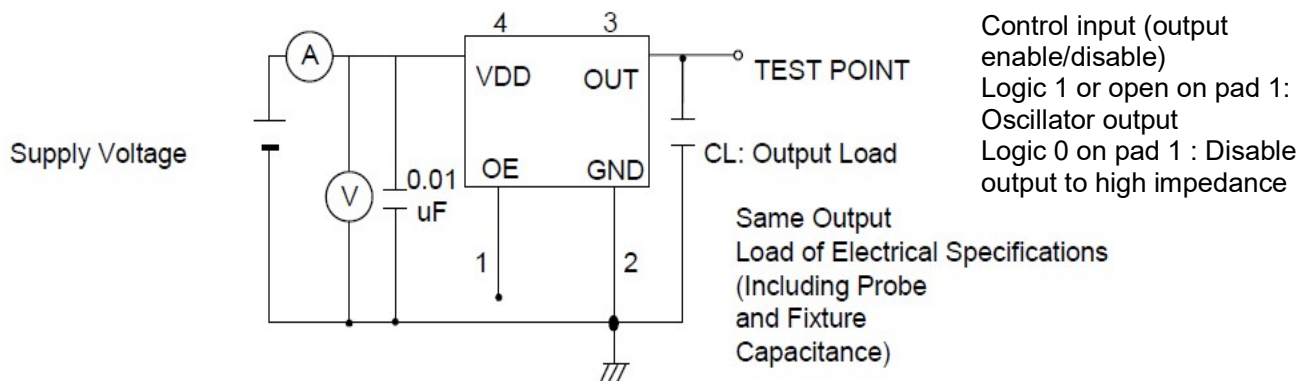 4
3
Control input (output
enable/disable)
Logic 1 or open on pad 1:
Oscillator output
Logic 0 on pad 1 : Disable
output to high impedance
A
VDD
OUT
TEST POINT
Supply Voltage
CL: Output Load
OE
GND
V
0.01
uF
1
2
Same Output
Load of Electrical Specifications
(Including Probe
and Fixture
Capacitance)